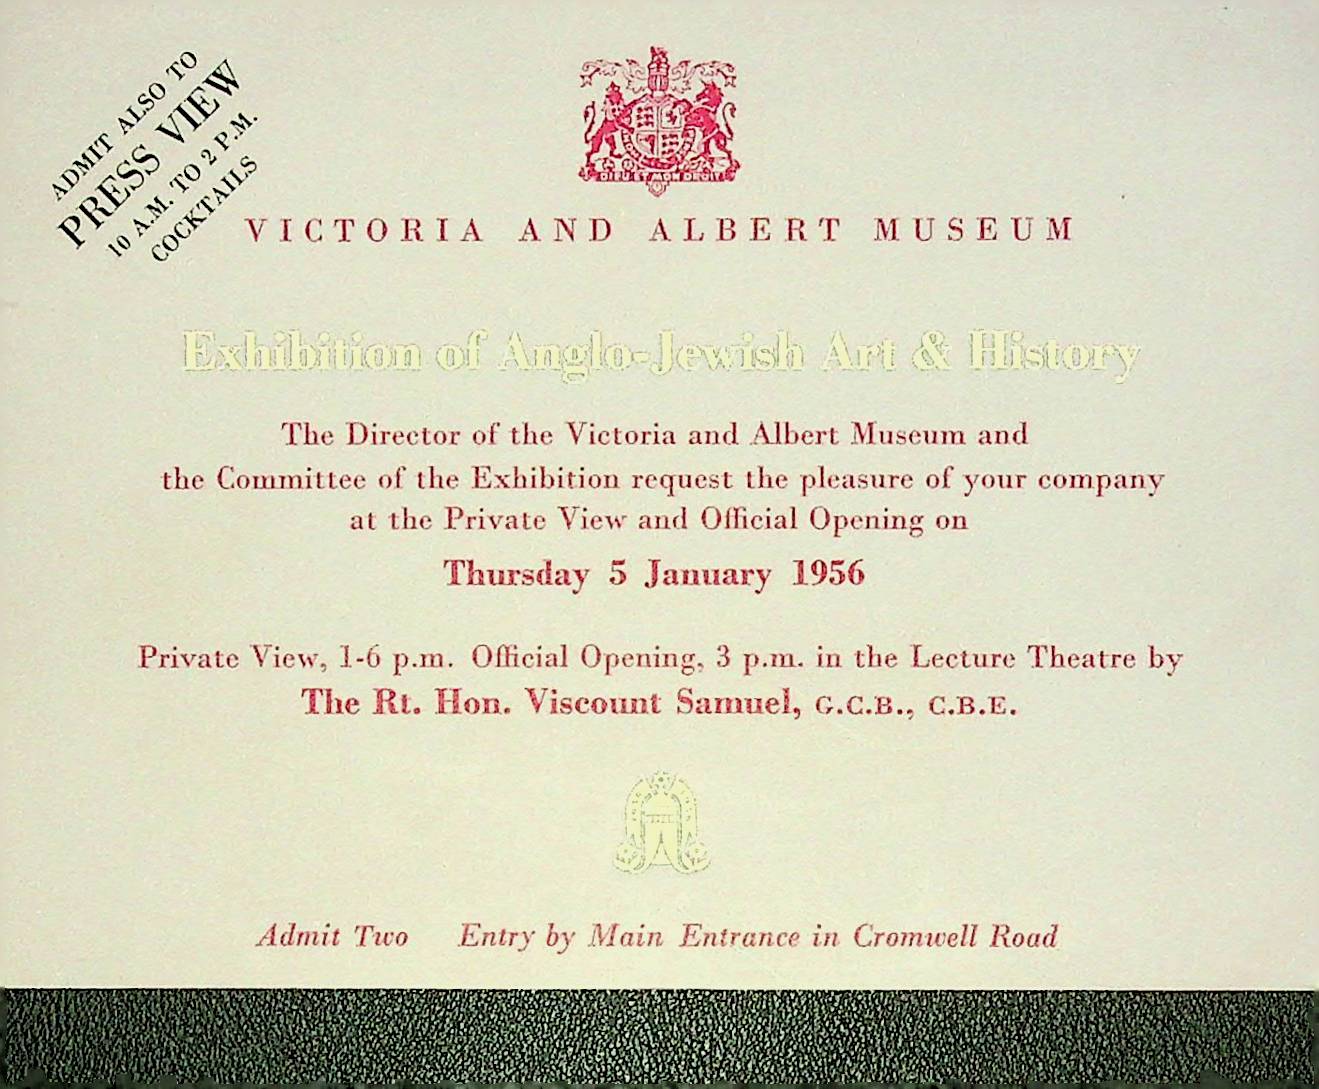 ADMIT ALSO TO
PRESS VIEW
10 A.M. TO 2 P.M.
COCKTAILS
DIEU ET MON DROIT
VICTORIA AND ALBERT MUSEUM
Exhibition of Anglo-Jewish Art & History
The Director of the Victoria and Albert Museum and
the Committee of the Exhibition request the pleasure of your company
at the Private View and Official Opening on
Thursday 5 January 1956
Private View, 1-6 p.m. Official Opening, 3 p.m. in the Lecture Theatre by
The Rt. Hon. Viscount Samuel, G.C.B., C.B.E.
Admit Two Entry by Main Entrance in Cromwell Road